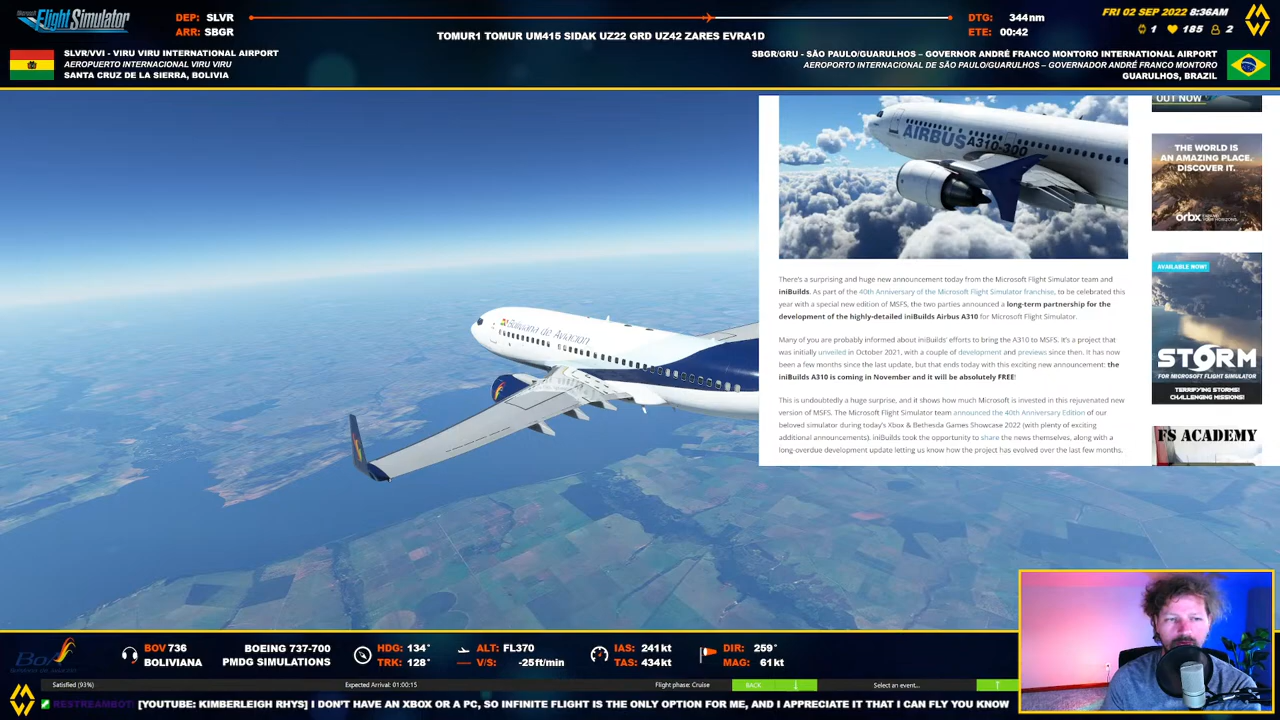 Microsoft
Flight Simulator
DEP: SLVR
ARR: SBGR
TOMUR1 TOMUR UM415 SIDAK UZ22 GRD UZ42 ZARES EVRA1D
DTG: 344nm
ETE: 00:42
FRI 02 SEP 2022 8:36AM
1 185 2
SLVR/VVI - VIRU VIRU INTERNATIONAL AIRPORT
AEROPUERTO INTERNACIONAL VIRU VIRU
SANTA CRUZ DE LA SIERRA, BOLIVIA
SBGR/GRU - SÃO PAULO/GUARULHOS – GOVERNOR ANDRÉ FRANCO MONTORO INTERNATIONAL AIRPORT
AEROPORTO INTERNACIONAL DE SÃO PAULO/GUARULHOS – GOVERNADOR ANDRÉ FRANCO MONTORO
GUARULHOS, BRAZIL
AIRBUS A310-300
OUT NOW
THE WORLD IS
AN AMAZING PLACE.
DISCOVER IT.
orbx
There's a surprising and huge new announcement today from the Microsoft Flight Simulator team and
iniBuilds. As part of the 40th Anniversary of the Microsoft Flight Simulator franchise, to be celebrated this
year with a special new edition of MSFS, the two parties announced a long-term partnership for the
development of the highly-detailed iniBuilds Airbus A310 for Microsoft Flight Simulator.
Many of you are probably informed about iniBuilds' efforts to bring the A310 to MSFS. It's a project that
was initially unveiled in October 2021, with a couple of development and previews since then. It has now
been a few months since the last update, but that ends today with this exciting new announcement: the
iniBuilds A310 is coming in November and it will be absolutely FREE!
This is undoubtedly a huge surprise, and it shows how much Microsoft is invested in this rejuvenated new
version of MSFS. The Microsoft Flight Simulator team announced the 40th Anniversary Edition of our
beloved simulator during today's Xbox & Bethesda Games Showcase 2022 (with plenty of exciting
additional announcements). iniBuilds took the opportunity to share the news themselves, along with a
long-overdue development update letting us know how the project has evolved over the last few months.
AVAILABLE NOW!
STORM
FOR MICROSOFT FLIGHT SIMULATOR
TERRIFYING STORMS!
CHALLENGING MISSIONS!
FS ACADEMY
Boliviana de Aviación
BoA
BOV 736
BOLIVIANA
BOEING 737-700
PMDG SIMULATIONS
HDG: 134°
TRK: 128°
ALT: FL370
V/S: -25ft/min
IAS: 241kt
TAS: 434kt
DIR: 259°
MAG: 61kt
Satisfied (93%)
Expected Arrival: 01:00:15
Flight phase: Cruise
BACK
Select an event...
RESTREAMBOT: [YOUTUBE: KIMBERLEIGH RHYS] I DON'T HAVE AN XBOX OR A PC, SO INFINITE FLIGHT IS THE ONLY OPTION FOR ME, AND I APPRECIATE IT THAT I CAN FLY YOU KNOW